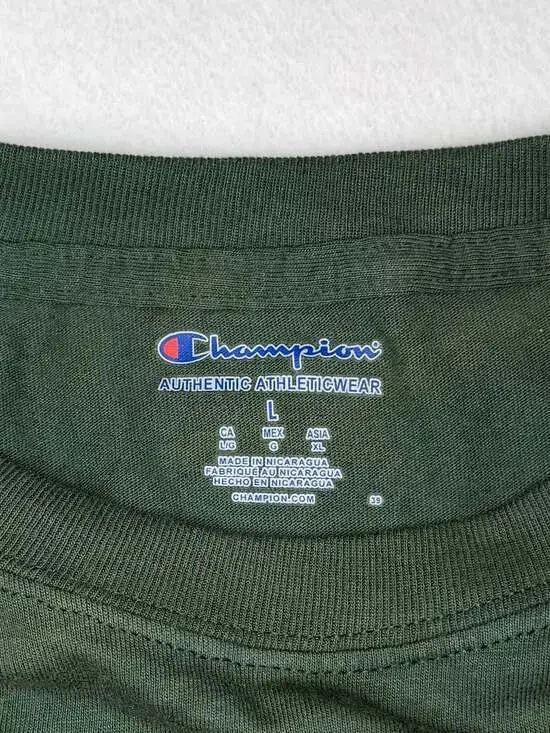 Champion
AUTHENTIC ATHLETICWEAR
L
CA MEX ASIA
L/G G XL
MADE IN NICARAGUA
FABRIQUÉ AU NICARAGUA
HECHO EN NICARAGUA
CHAMPION.COM 39